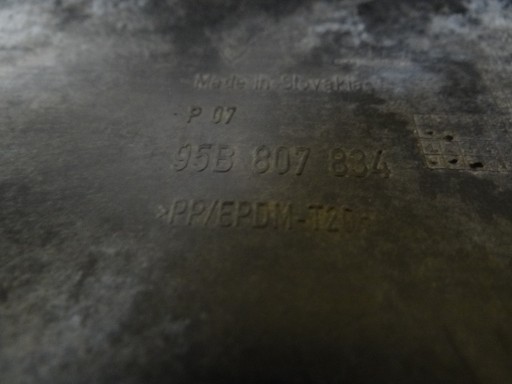 Made in Slovakia
P 07
95B 807 834
>PP/EPDM-T20<